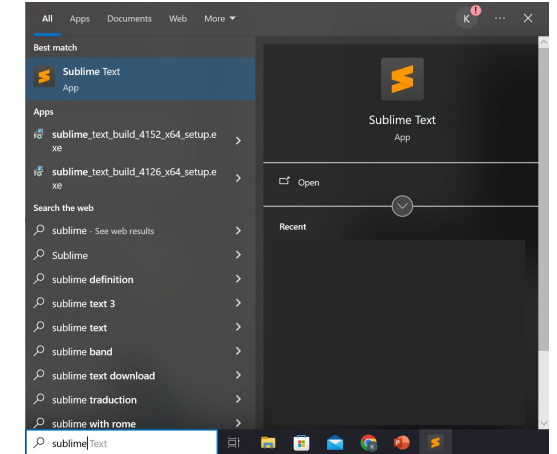 All Apps Documents Web More
K
Best match
Sublime Text
App
Apps
sublime_text_build_4152_x64_setup.e
xe
sublime_text_build_4126_x64_setup.e
xe
Search the web
sublime - See web results
Sublime
sublime definition
sublime text 3
sublime text
sublime band
sublime text download
sublime traduction
sublime with rome
sublime Text
Sublime Text
App
Open
Recent